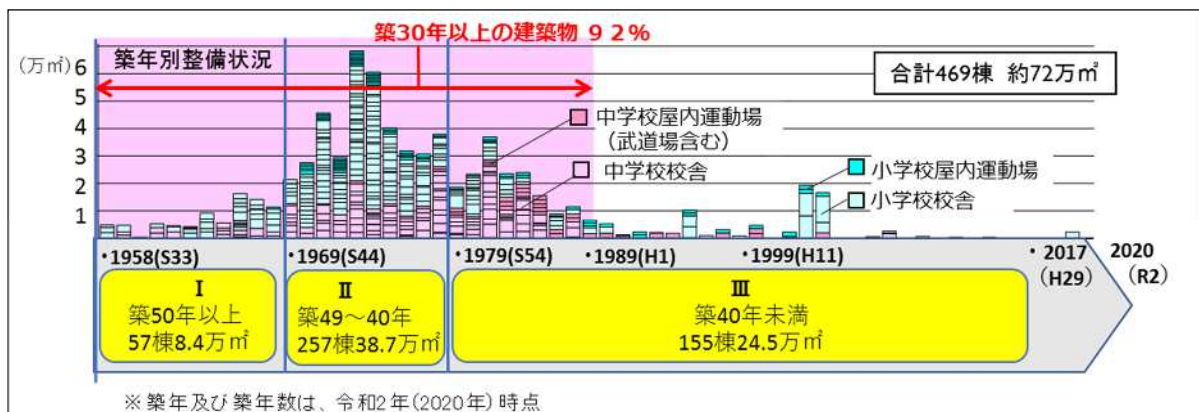 築30年以上の建築物 92%
築年別整備状況
(万㎡)
合計469棟 約72万㎡
6
5
4
3
2
1
中学校屋内運動場
(武道場含む)
中学校校舎
小学校屋内運動場
小学校校舎
・1958(S33)
・1969(S44)
・1979(S54)
・1989(H1)
・1999(H11)
・2017
(H29)
2020
(R2)
Ⅰ
築50年以上
57棟8.4万㎡
Ⅱ
築49～40年
257棟38.7万㎡
Ⅲ
築40年未満
155棟24.5万㎡
※築年及び築年数は、令和2年(2020年)時点